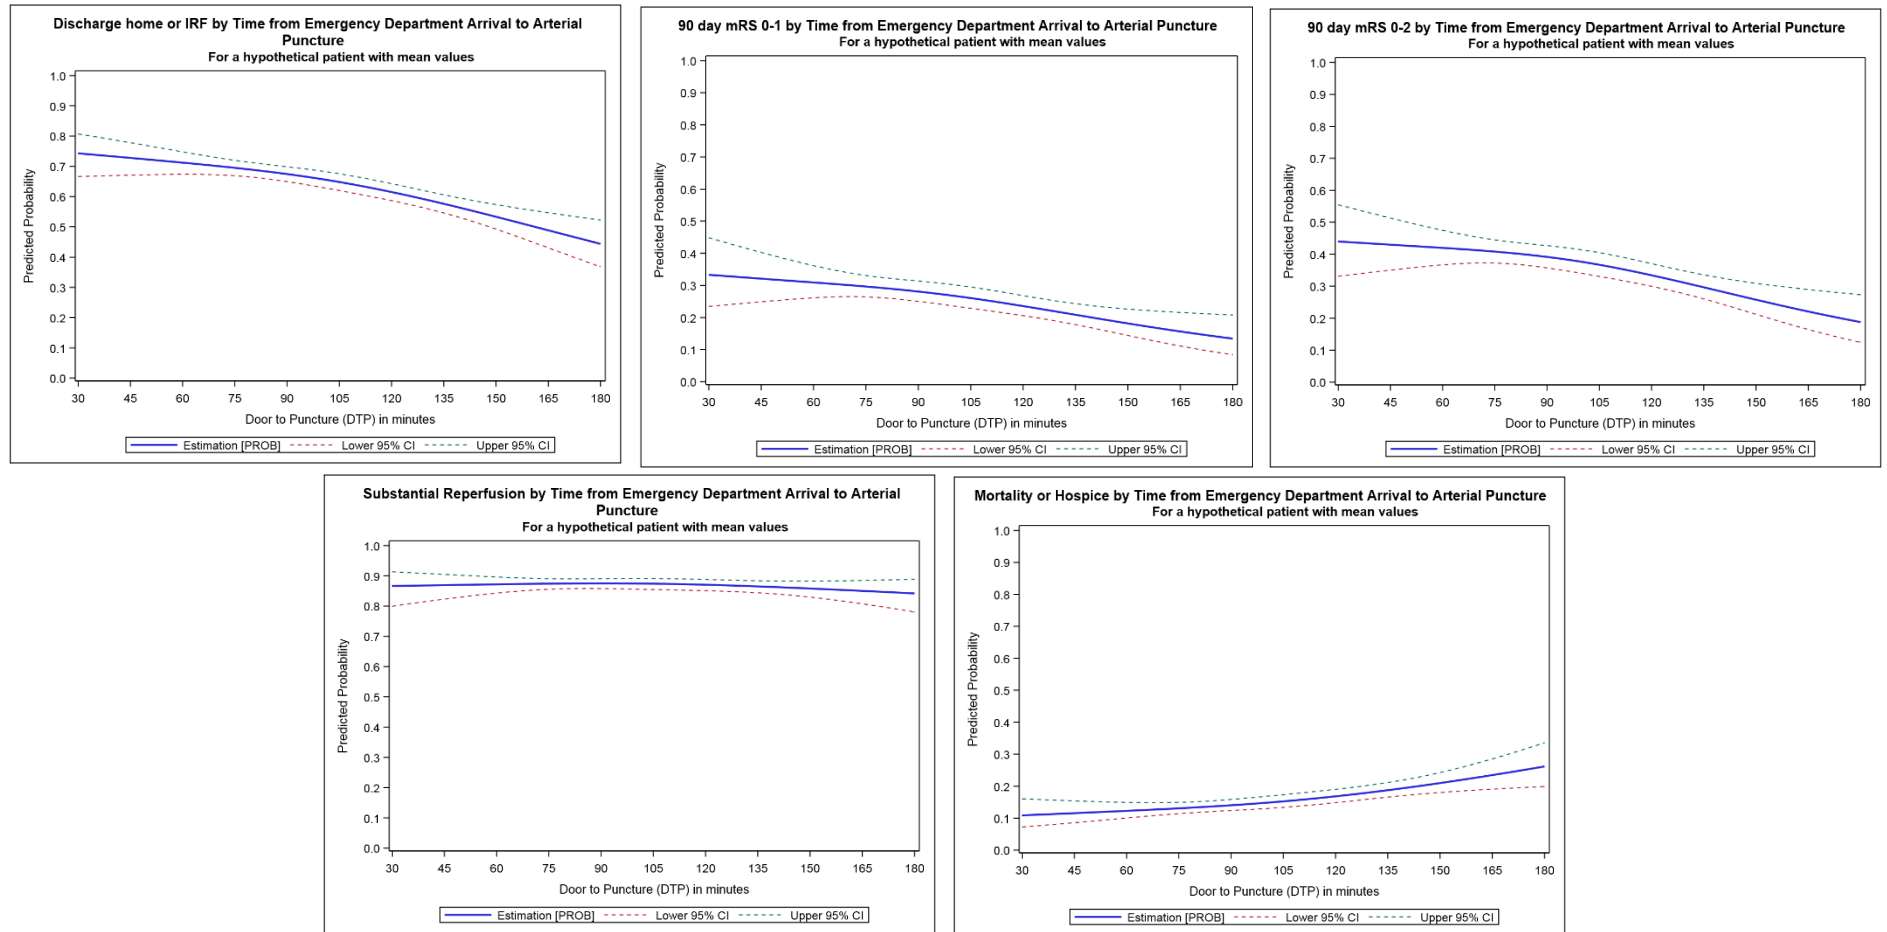 Discharge home or IRF by Time from Emergency Department Arrival to Arterial
Puncture
For a hypothetical patient with mean values
1.0
0.9
0.8
0.7
0.6
0.5
0.4
0.3
0.2
0.1
0.0
Predicted Probability
30 45 60 75 90 105 120 135 150 165 180
Door to Puncture (DTP) in minutes
Estimation [PROB] Lower 95% CI Upper 95% CI
90 day mRS 0-1 by Time from Emergency Department Arrival to Arterial Puncture
For a hypothetical patient with mean values
1.0
0.9
0.8
0.7
0.6
0.5
0.4
0.3
0.2
0.1
0.0
Predicted Probability
30 45 60 75 90 105 120 135 150 165 180
Door to Puncture (DTP) in minutes
Estimation [PROB] Lower 95% CI Upper 95% CI
90 day mRS 0-2 by Time from Emergency Department Arrival to Arterial Puncture
For a hypothetical patient with mean values
1.0
0.9
0.8
0.7
0.6
0.5
0.4
0.3
0.2
0.1
0.0
Predicted Probability
30 45 60 75 90 105 120 135 150 165 180
Door to Puncture (DTP) in minutes
Estimation [PROB] Lower 95% CI Upper 95% CI
Substantial Reperfusion by Time from Emergency Department Arrival to Arterial
Puncture
For a hypothetical patient with mean values
1.0
0.9
0.8
0.7
0.6
0.5
0.4
0.3
0.2
0.1
0.0
Predicted Probability
30 45 60 75 90 105 120 135 150 165 180
Door to Puncture (DTP) in minutes
Estimation [PROB] Lower 95% CI Upper 95% CI
Mortality or Hospice by Time from Emergency Department Arrival to Arterial Puncture
For a hypothetical patient with mean values
1.0
0.9
0.8
0.7
0.6
0.5
0.4
0.3
0.2
0.1
0.0
Predicted Probability
30 45 60 75 90 105 120 135 150 165 180
Door to Puncture (DTP) in minutes
Estimation [PROB] Lower 95% CI Upper 95% CI